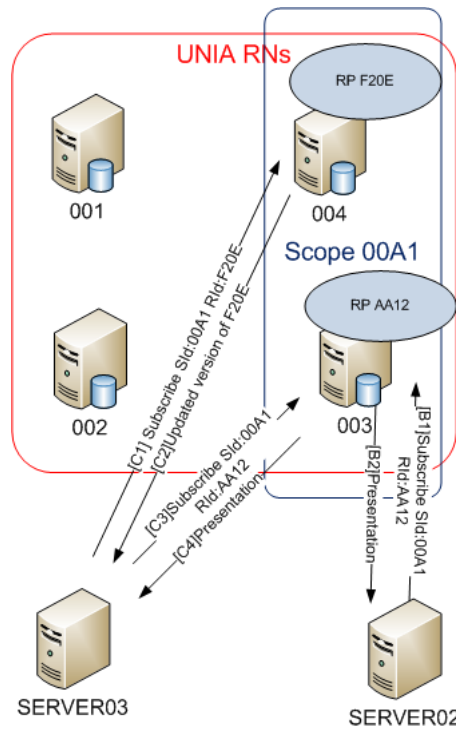 UNIA RNs
RP F20E
001
004
Scope 00A1
RP AA12
002
003
[C1] Subscribe SId:00A1 RId:F20E
[C2]Updated version of F20E
[C3]Subscribe SId:00A1
RId:AA12
[C4]Presentation
[B2]Presentation
[B1]Subscribe SId:00A1
RId:AA12
SERVER03
SERVER02